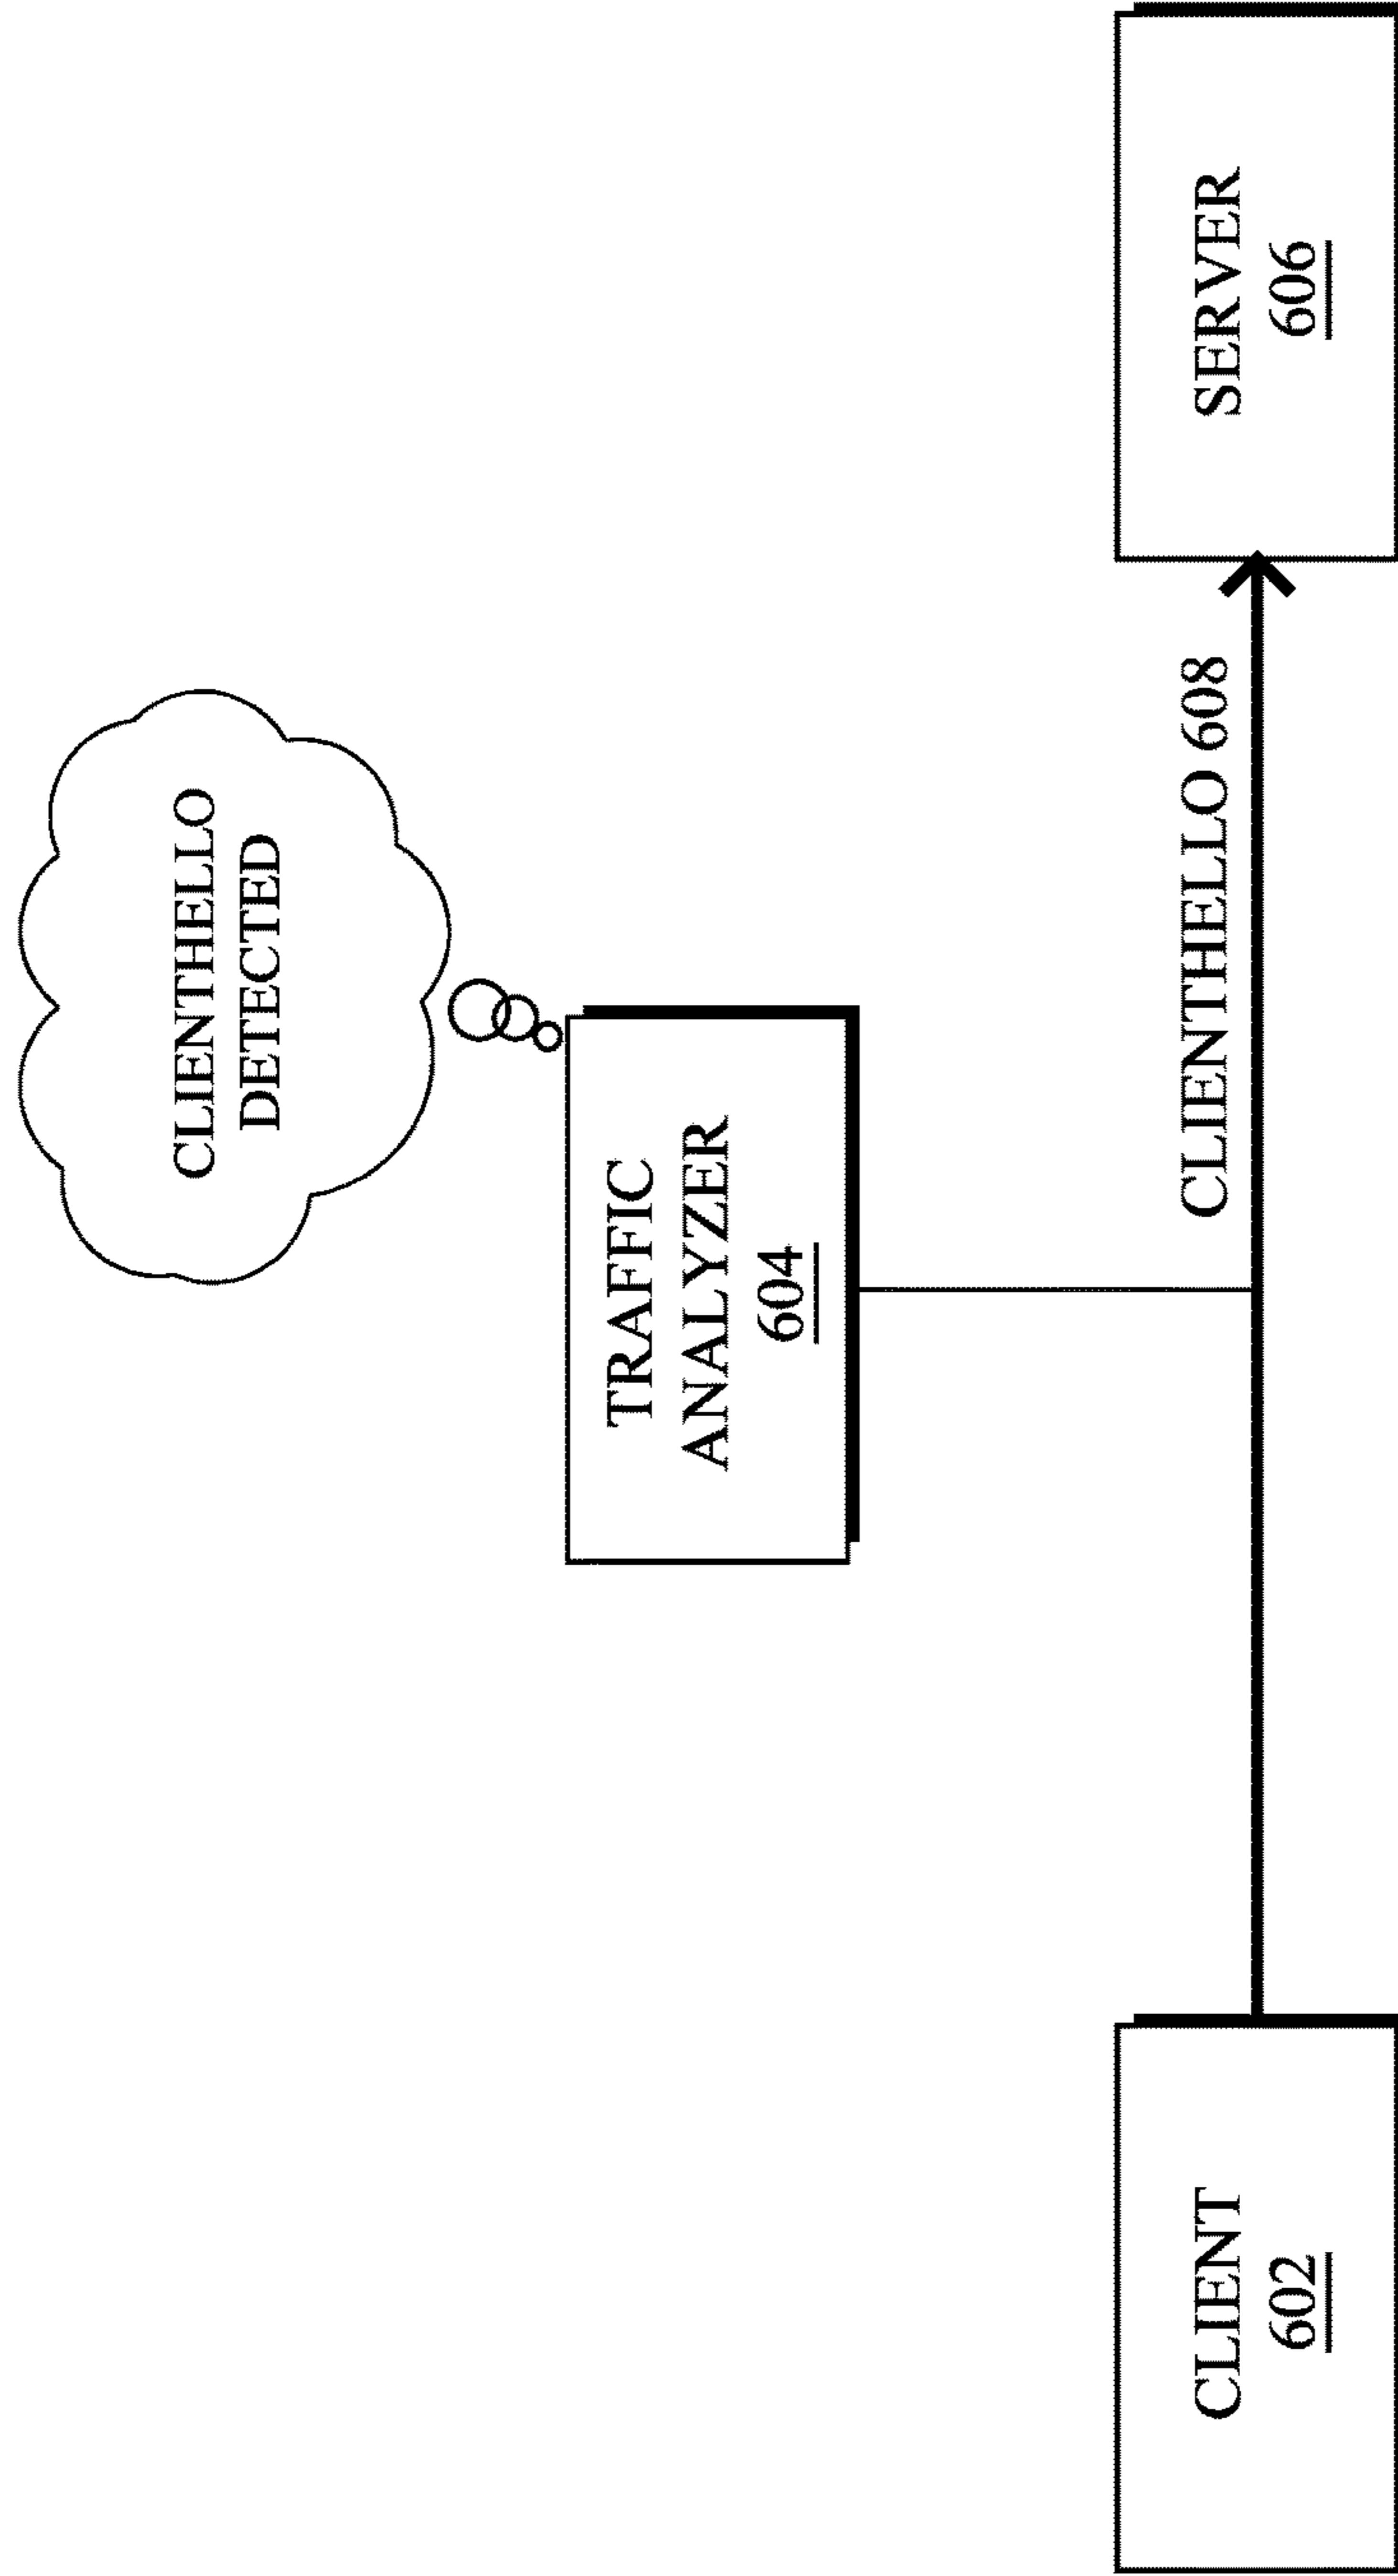 CLIENTHELLO
DETECTED
TRAFFIC
ANALYZER
604
CLIENTHELLO 608
CLIENT
602
SERVER
606